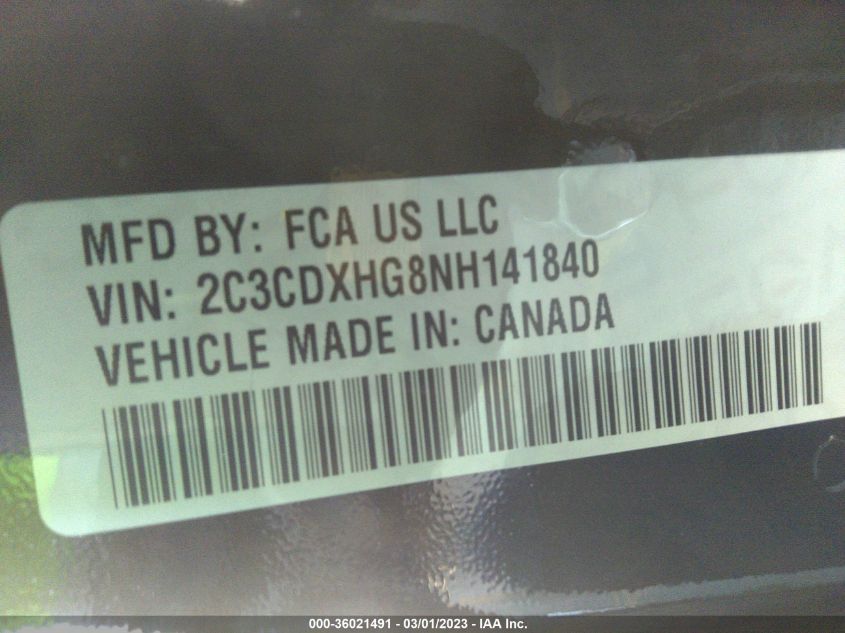 MFD BY: FCA US LLC
VIN: 2C3CDXHG8NH141840
VEHICLE MADE IN: CANADA
000-36021491 - 03/01/2023 - IAA Inc.